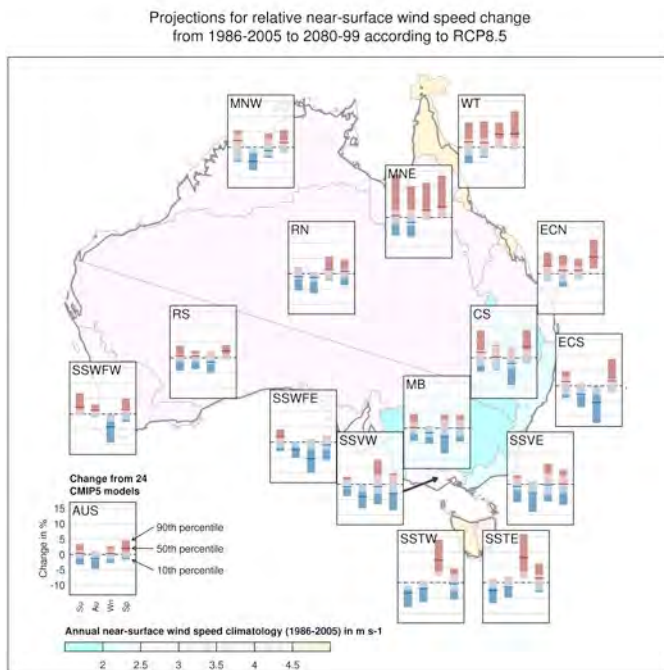 Projections for relative near-surface wind speed change
from 1986-2005 to 2080-99 according to RCP8.5
MNW
WT
MNE
RN
ECN
RS
CS
ECS
SSWFW
MB
SSWFE
SSVW
SSVE
Change from 24
CMIP5 models
AUS
15
10
5
0
-5
-10
Change in %
90th percentile
50th percentile
10th percentile
Su Au Wn Sp
SSTW
SSTE
Annual near-surface wind speed climatology (1986-2005) in m s-1
2 2.5 3 3.5 4 4.5